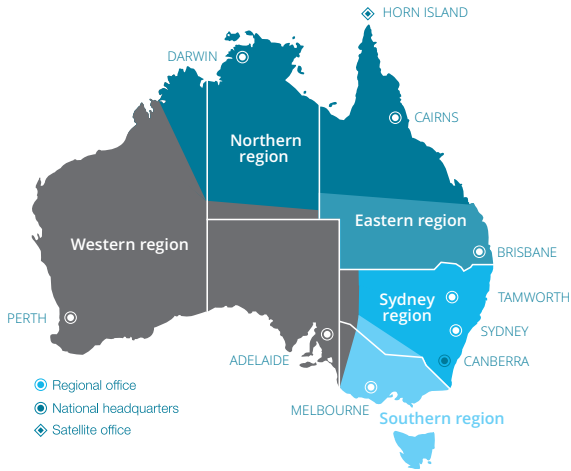 HORN ISLAND
DARWIN
CAIRNS
Northern
region
Eastern region
Western region
BRISBANE
Sydney
region
TAMWORTH
PERTH
SYDNEY
ADELAIDE
CANBERRA
Regional office
National headquarters
MELBOURNE
Southern region
Satellite office